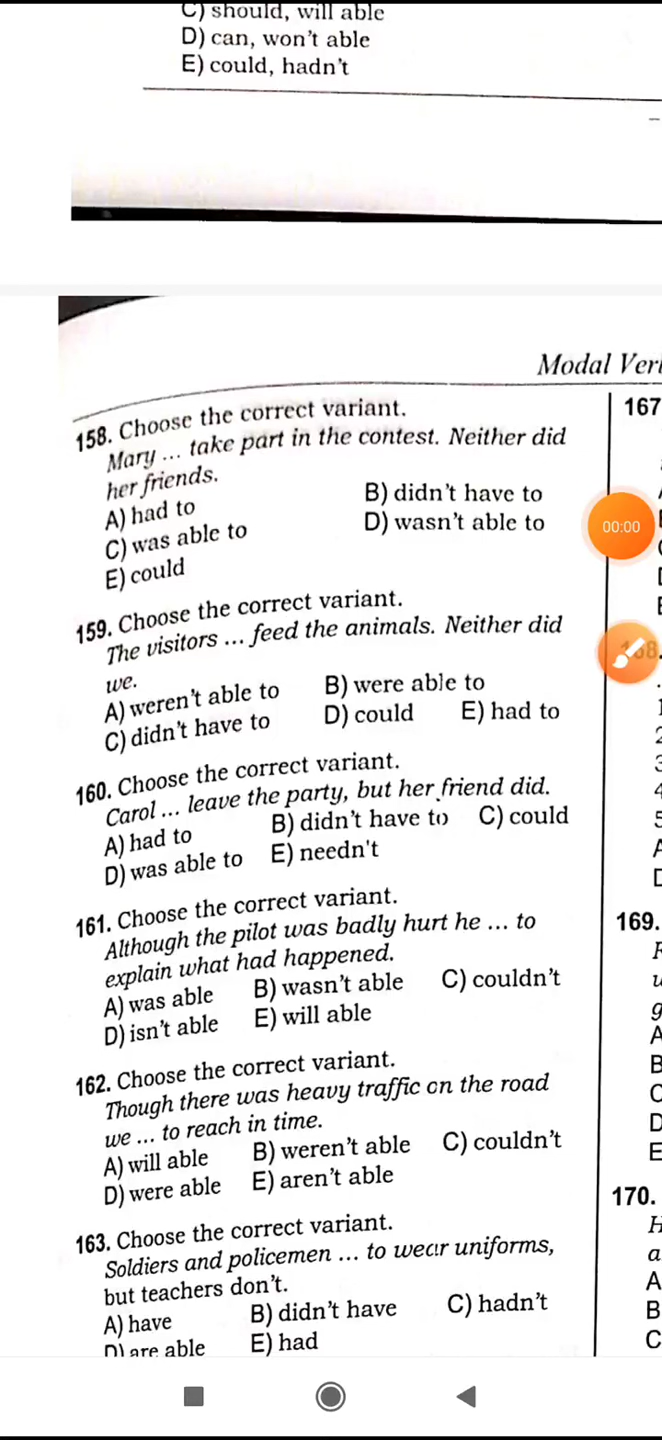 C) should, will able
D) can, won't able
E) could, hadn't
Modal Ver
158. Choose the correct variant.
Mary ... take part in the contest. Neither did
her friends.
A) had to
B) didn't have to
C) was able to
D) wasn't able to
E) could
159. Choose the correct variant.
The visitors ... feed the animals. Neither did
we.
A) weren't able to
B) were able to
C) didn't have to
D) could
E) had to
160. Choose the correct variant.
Carol ... leave the party, but her friend did.
A) had to
B) didn't have to
C) could
D) was able to
E) needn't
161. Choose the correct variant.
Although the pilot was badly hurt he ... to
explain what had happened.
A) was able
B) wasn't able
C) couldn't
D) isn't able
E) will able
162. Choose the correct variant.
Though there was heavy traffic on the road
we ... to reach in time.
A) will able
B) weren't able
C) couldn't
D) were able
E) aren't able
163. Choose the correct variant.
Soldiers and policemen ... to wear uniforms,
but teachers don't.
A) have
B) didn't have
C) hadn't
D) are able
E) had
167
00:00
68.
1
2
3
4
5
A
169.
A
B
C
D
E
170.
H
a
A
B
C